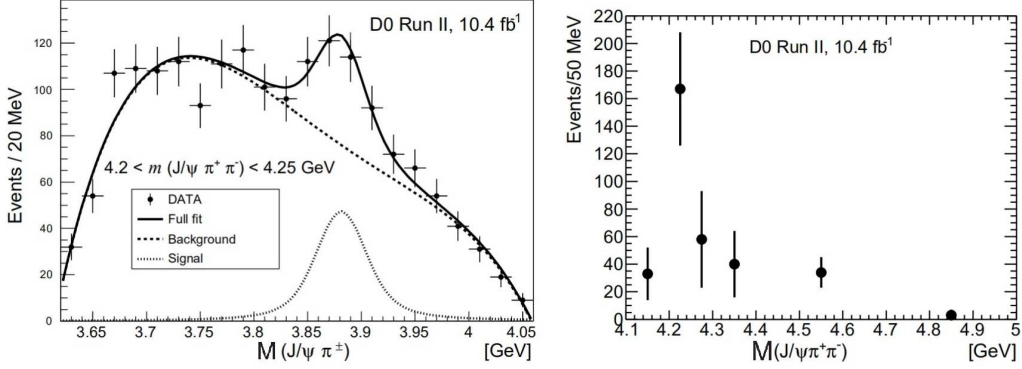 D0 Run II, 10.4 fb⁻¹
Events / 20 MeV
120
100
80
60
40
20
0
4.2 < m (J/ψ π⁺ π⁻) < 4.25 GeV
DATA
Full fit
Background
Signal
3.65 3.7 3.75 3.8 3.85 3.9 3.95 4 4.05
M (J/ψ π±) [GeV]
D0 Run II, 10.4 fb⁻¹
Events/50 MeV
220
200
180
160
140
120
100
80
60
40
20
0
4.1 4.2 4.3 4.4 4.5 4.6 4.7 4.8 4.9 5
M(J/ψπ⁺π⁻) [GeV]